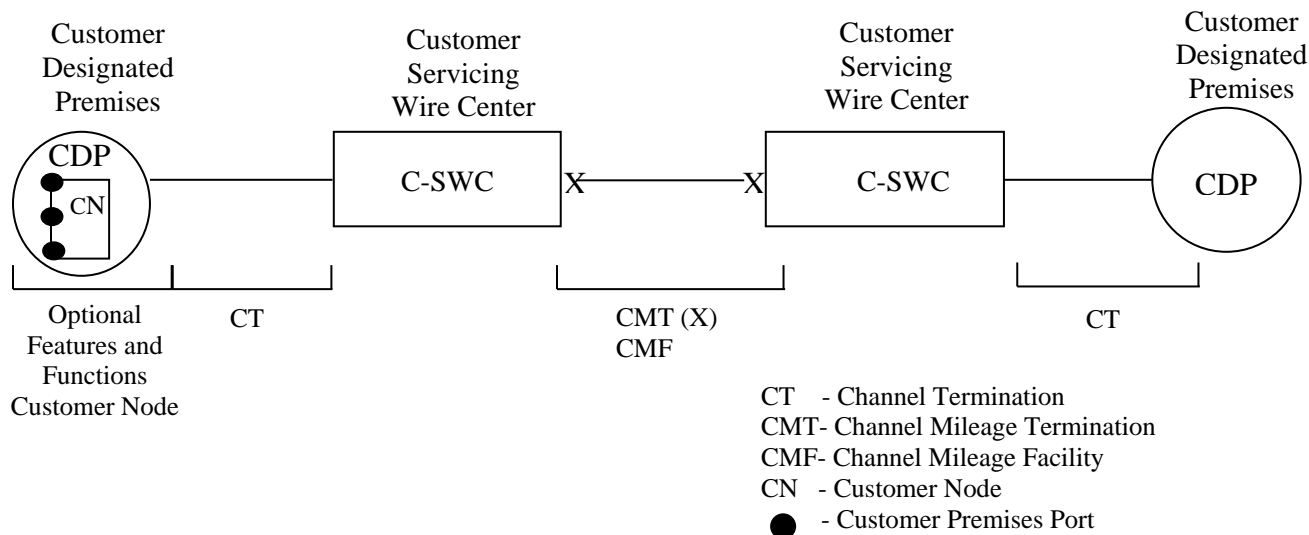 Customer
Designated
Premises
Customer
Servicing
Wire Center
Customer
Servicing
Wire Center
Customer
Designated
Premises
CDP
CN
C-SWC
X
X
C-SWC
CDP
Optional
Features and
Functions
Customer Node
CT
CMT (X)
CMF
CT
CT - Channel Termination
CMT- Channel Mileage Termination
CMF- Channel Mileage Facility
CN - Customer Node
- Customer Premises Port